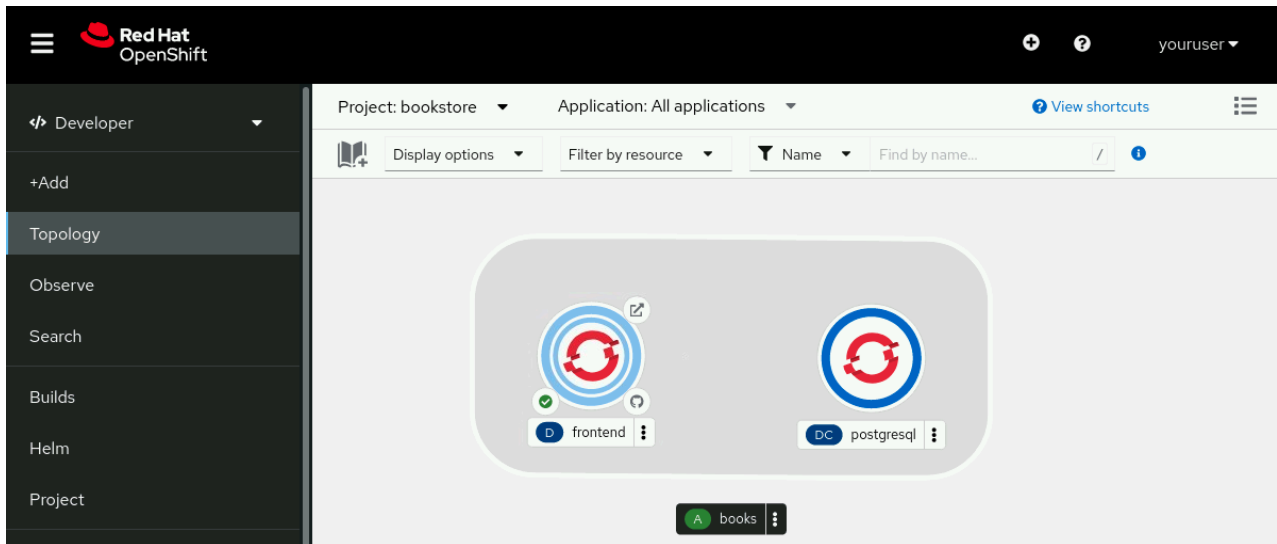 Red Hat
OpenShift
youruser
Developer
Project: bookstore
Application: All applications
View shortcuts
Display options
Filter by resource
Name
Find by name...
/
+Add
Topology
Observe
Search
Builds
Helm
Project
D frontend
DC postgresql
A books